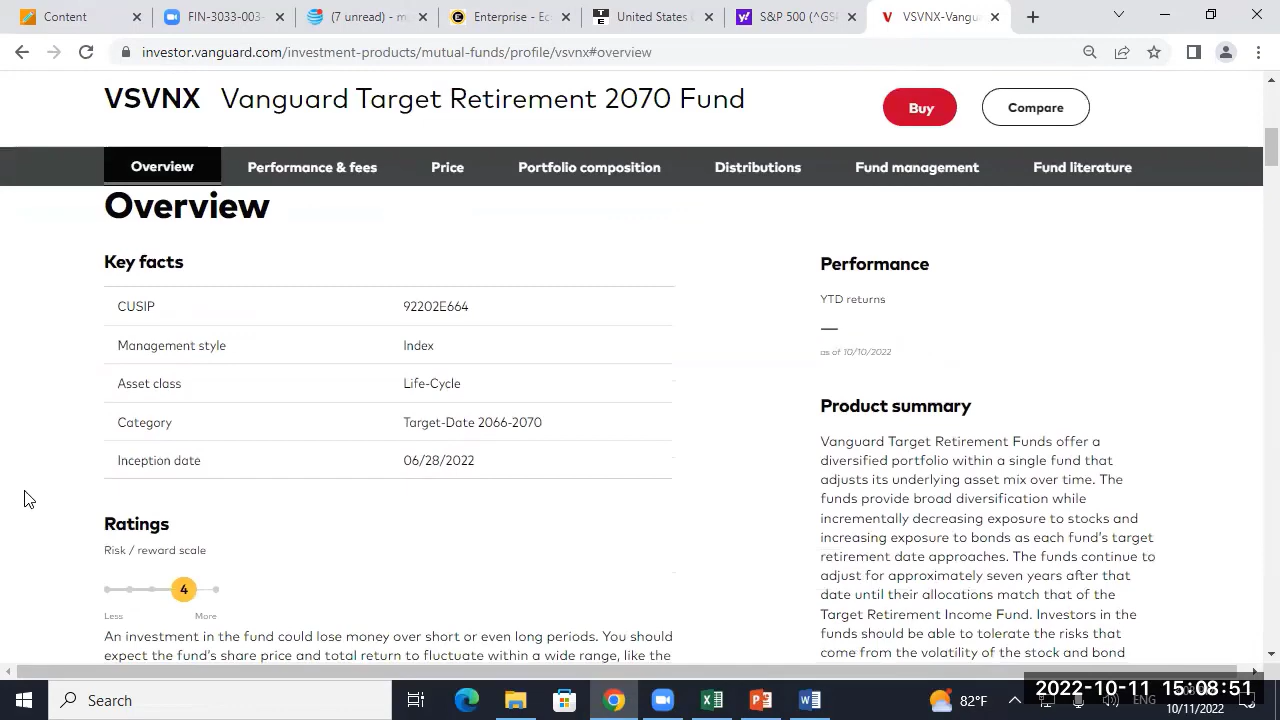 Content
FIN-3033-003-
(7 unread) - m
Enterprise - Ec
United States
S&P 500 (^GS
VSVNX-Vangu
investor.vanguard.com/investment-products/mutual-funds/profile/vsvnx#overview
VSVNX Vanguard Target Retirement 2070 Fund
Buy
Compare
Overview
Performance & fees
Price
Portfolio composition
Distributions
Fund management
Fund literature
Overview
Key facts
CUSIP 92202E664
Management style Index
Asset class Life-Cycle
Category Target-Date 2066-2070
Inception date 06/28/2022
Ratings
Risk / reward scale
4
Less More
An investment in the fund could lose money over short or even long periods. You should
expect the fund's share price and total return to fluctuate within a wide range, like the
Performance
YTD returns
—
as of 10/10/2022
Product summary
Vanguard Target Retirement Funds offer a
diversified portfolio within a single fund that
adjusts its underlying asset mix over time. The
funds provide broad diversification while
incrementally decreasing exposure to stocks and
increasing exposure to bonds as each fund's target
retirement date approaches. The funds continue to
adjust for approximately seven years after that
date until their allocations match that of the
Target Retirement Income Fund. Investors in the
funds should be able to tolerate the risks that
come from the volatility of the stock and bond
Search
82°F
ENG
2022-10-11 15:08:51
10/11/2022